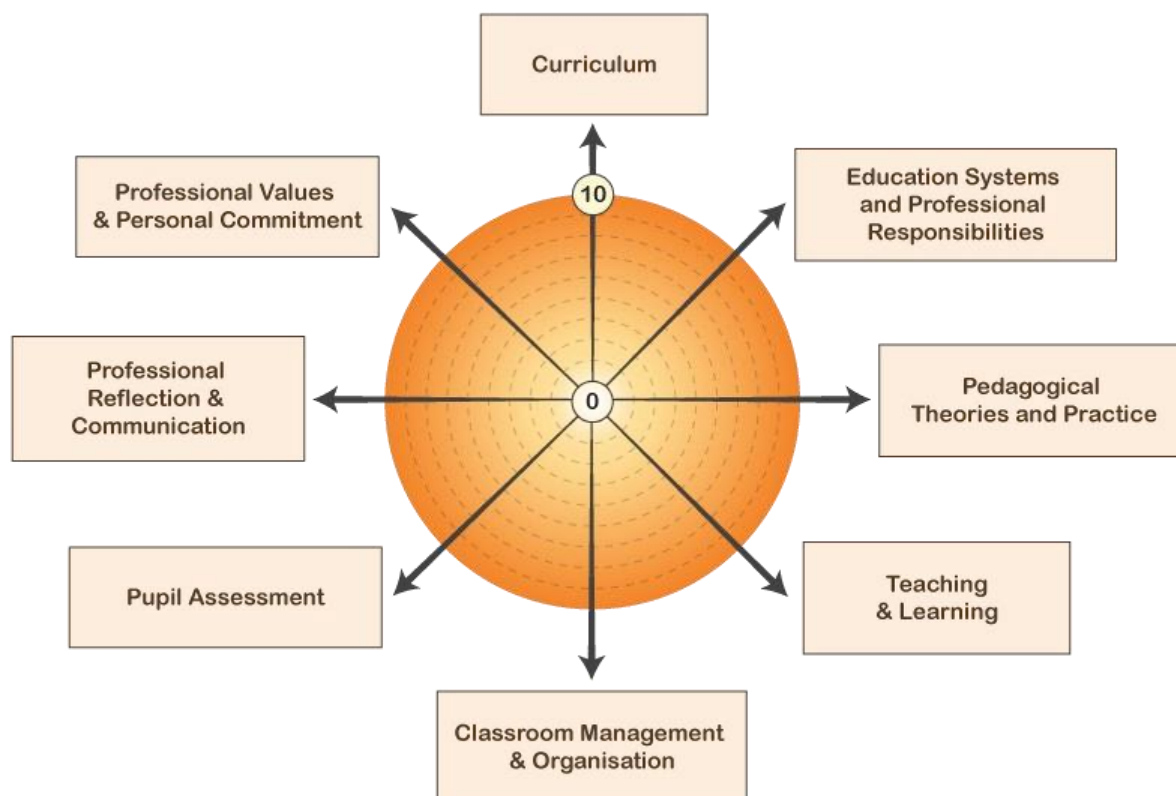 Curriculum
Education Systems
and Professional
Responsibilities
Professional Values
& Personal Commitment
10
Professional
Reflection &
Communication
0
Pedagogical
Theories and Practice
Pupil Assessment
Teaching
& Learning
Classroom Management
& Organisation